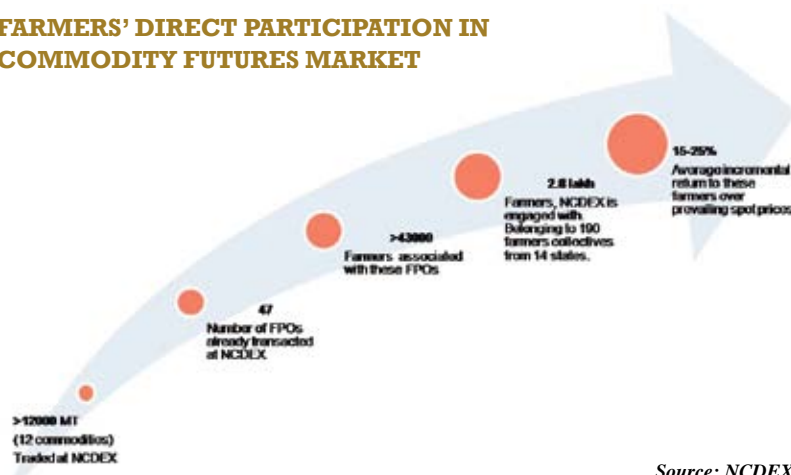 FARMERS’ DIRECT PARTICIPATION IN
COMMODITY FUTURES MARKET
>12000 MT
(12 commodities)
Traded at NCDEX
47
Number of FPOs
already transacted
at NCDEX
>43000
Farmers associated
with these FPOs
2.8 lakh
Farmers, NCDEX is
engaged with.
Belonging to 190
farmers collectives
from 14 states.
15-25%
Average incremental
return to these
farmers over
prevailing spot prices
Source: NCDEX